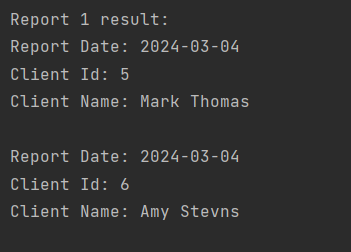 Report 1 result:
Report Date: 2024-03-04
Client Id: 5
Client Name: Mark Thomas
Report Date: 2024-03-04
Client Id: 6
Client Name: Amy Stevns